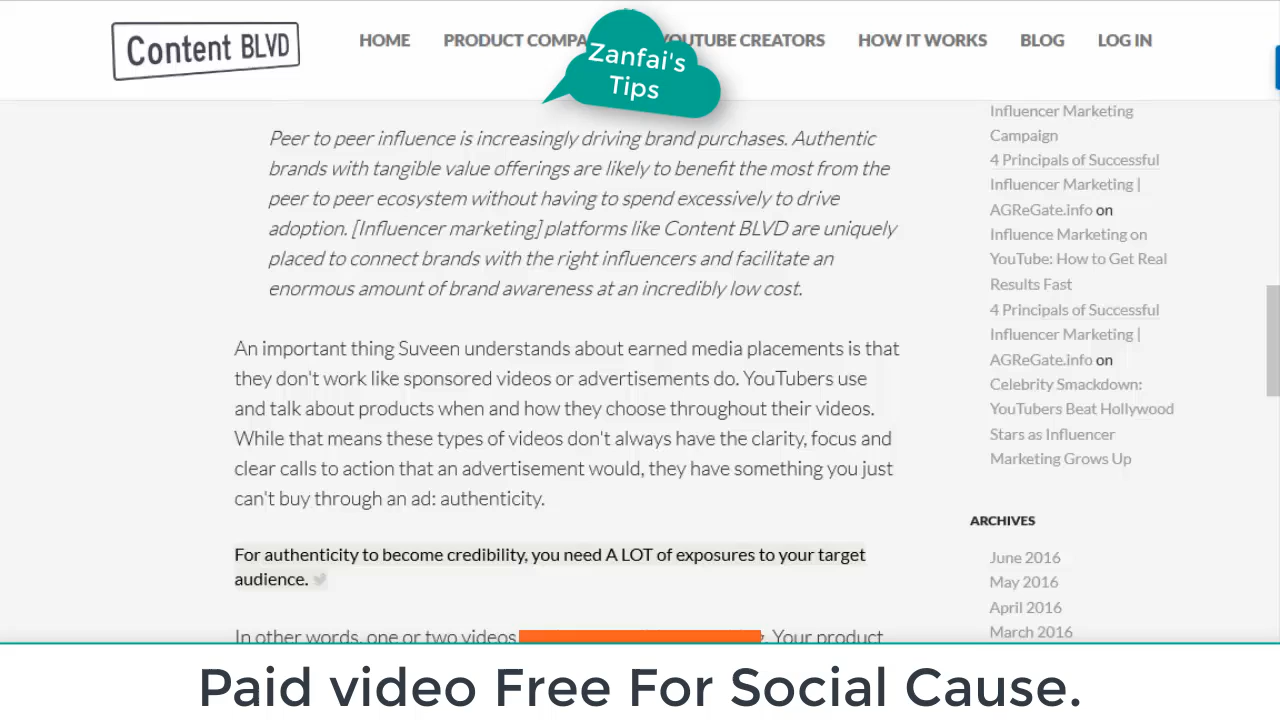 Content BLVD
HOME
PRODUCT COMPA
YOUTUBE CREATORS
HOW IT WORKS
BLOG
LOG IN
Zanfai's
Tips
Peer to peer influence is increasingly driving brand purchases. Authentic
brands with tangible value offerings are likely to benefit the most from the
peer to peer ecosystem without having to spend excessively to drive
adoption. [Influencer marketing] platforms like Content BLVD are uniquely
placed to connect brands with the right influencers and facilitate an
enormous amount of brand awareness at an incredibly low cost.
An important thing Suveen understands about earned media placements is that
they don't work like sponsored videos or advertisements do. YouTubers use
and talk about products when and how they choose throughout their videos.
While that means these types of videos don't always have the clarity, focus and
clear calls to action that an advertisement would, they have something you just
can't buy through an ad: authenticity.
For authenticity to become credibility, you need A LOT of exposures to your target
audience.
In other words, one or two videos
Your product
Influencer Marketing
Campaign
4 Principals of Successful
Influencer Marketing |
AGReGate.info on
Influence Marketing on
YouTube: How to Get Real
Results Fast
4 Principals of Successful
Influencer Marketing |
AGReGate.info on
Celebrity Smackdown:
YouTubers Beat Hollywood
Stars as Influencer
Marketing Grows Up
ARCHIVES
June 2016
May 2016
April 2016
March 2016
Paid video Free For Social Cause.